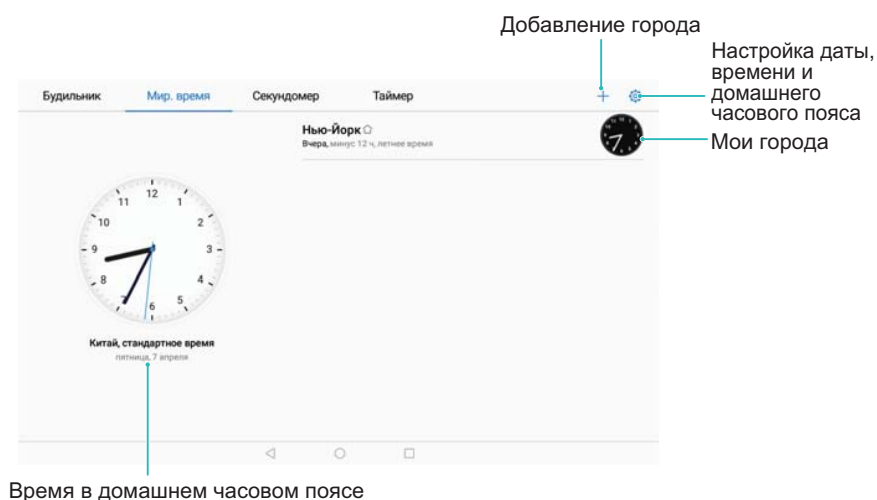 Добавление города
Настройка даты,
времени и
домашнего
часового пояса
Мои города
Будильник Мир. время Секундомер Таймер
Нью-Йорк
Вчера, минус 12 ч, летнее время
12
1
2
3
4
5
6
7
8
9
10
11
Китай, стандартное время
пятница, 7 апреля
Время в домашнем часовом поясе